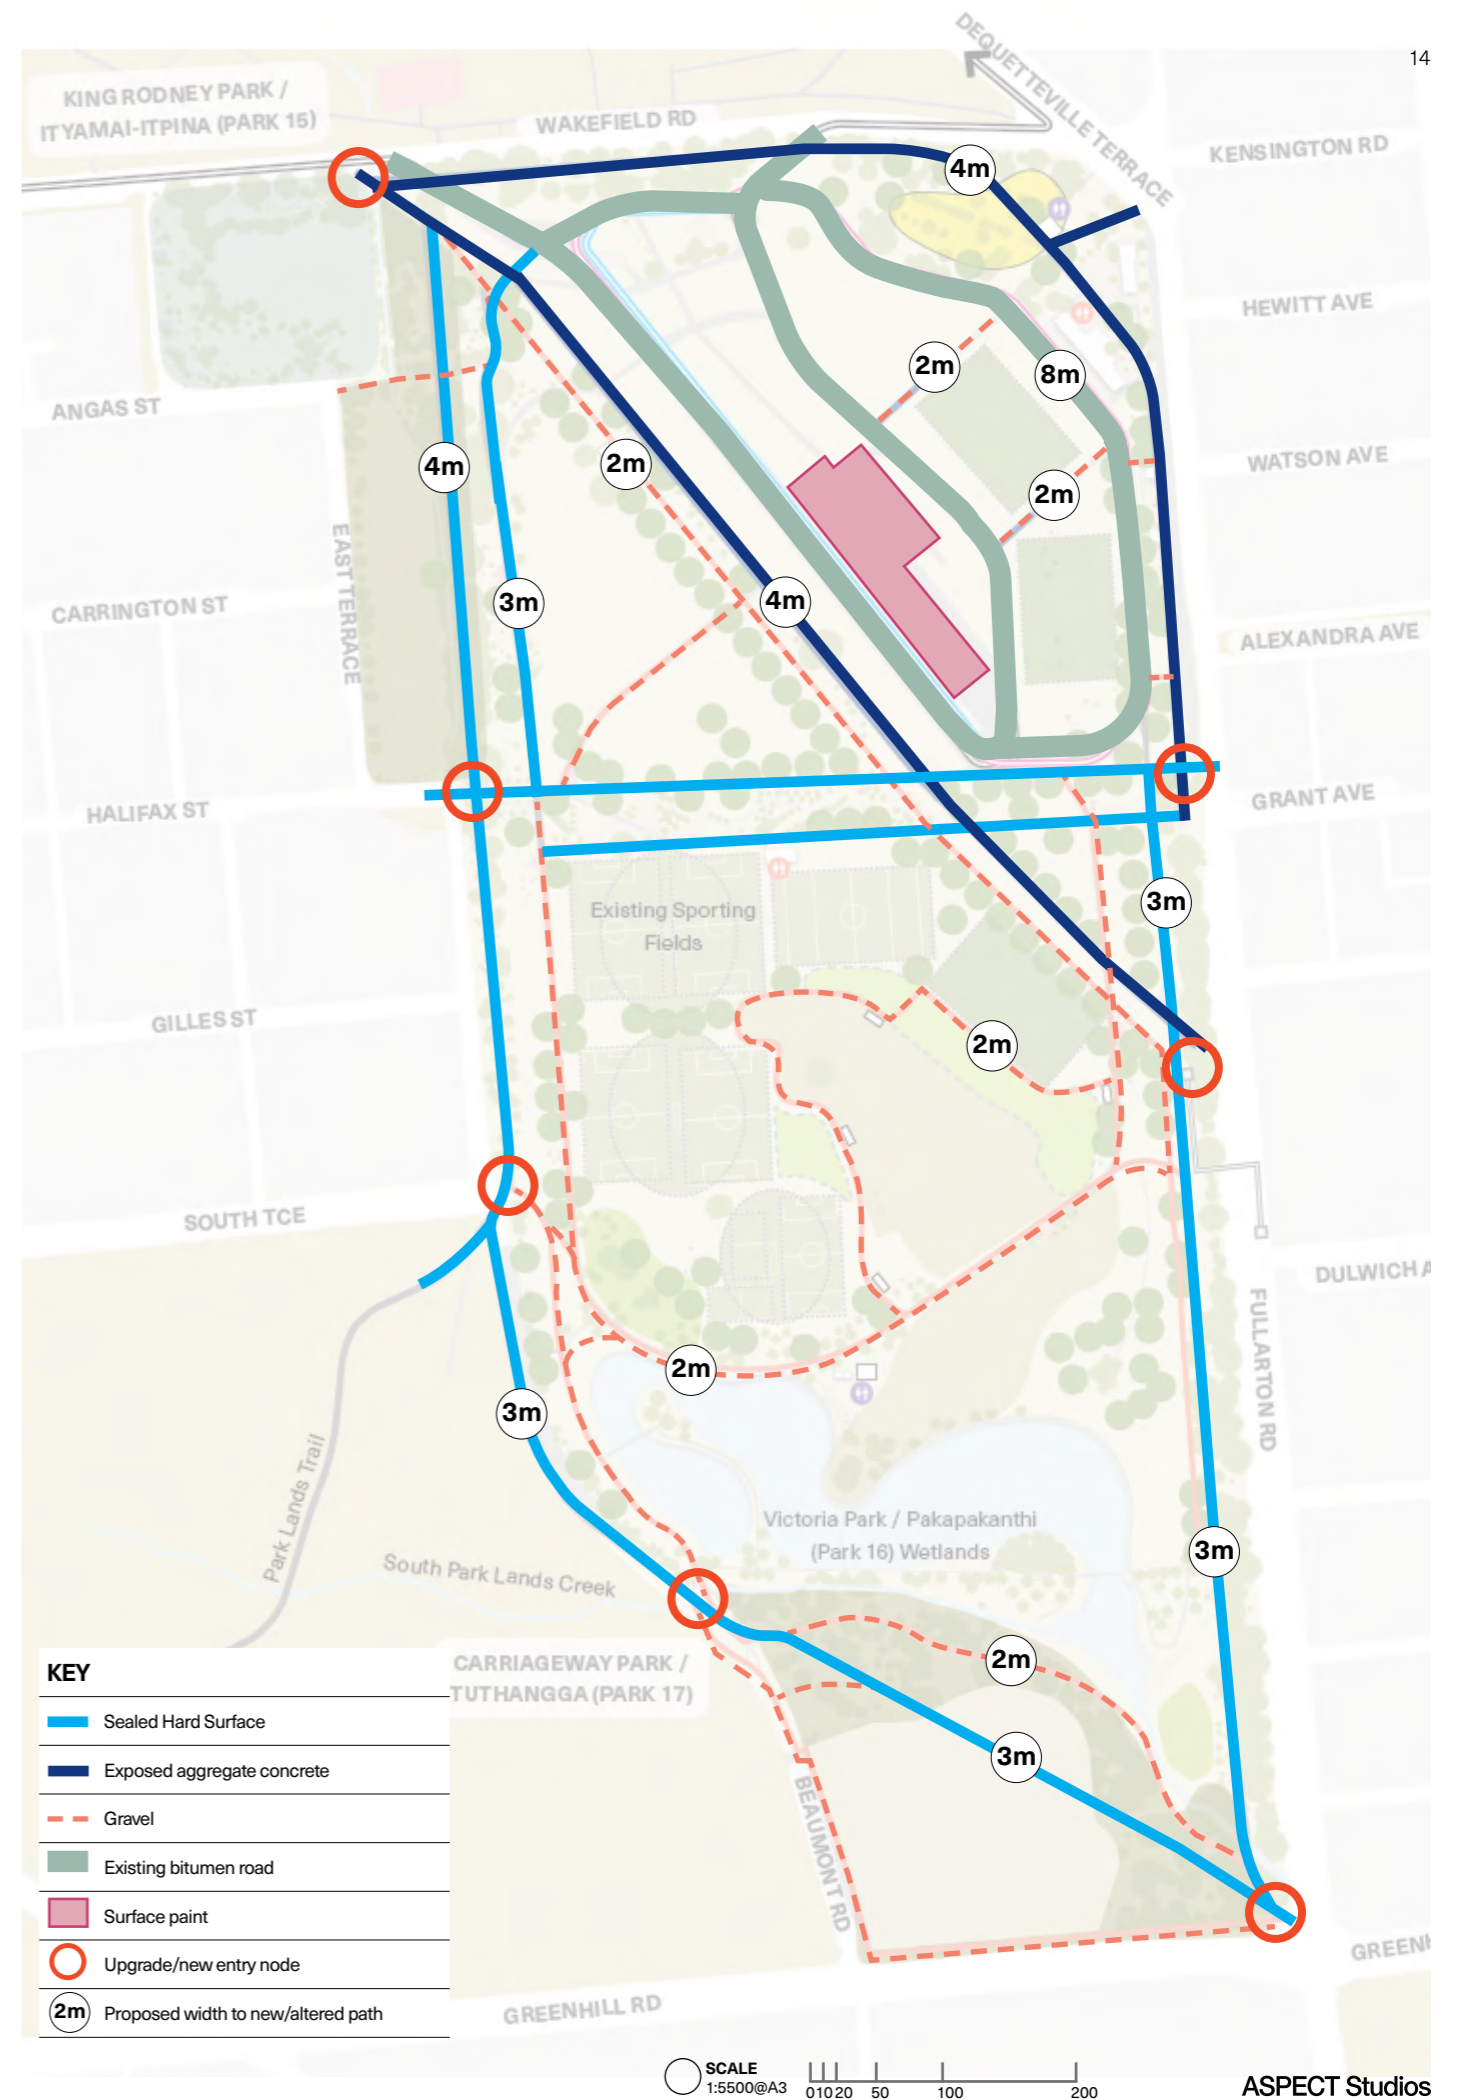 14
DEQUETTEVILLE TERRACE
KING RODNEY PARK /
ITYAMAI-ITPINA (PARK 15)
WAKEFIELD RD
KENSINGTON RD
4m
HEWITT AVE
2m
8m
ANGAS ST
4m
2m
WATSON AVE
2m
EAST TERRACE
CARRINGTON ST
3m
4m
ALEXANDRA AVE
HALIFAX ST
GRANT AVE
Existing Sporting
Fields
3m
GILLES ST
2m
SOUTH TCE
DULWICH A
FULLARTON RD
2m
3m
Park Lands Trail
Victoria Park / Pakapakanthi
(Park 16) Wetlands
3m
South Park Lands Creek
CARRIAGEWAY PARK /
TUTHANGGA (PARK 17)
2m
3m
BEAUMONT RD
GREENH
GREENHILL RD
KEY
Sealed Hard Surface
Exposed aggregate concrete
Gravel
Existing bitumen road
Surface paint
Upgrade/new entry node
2m Proposed width to new/altered path
SCALE
1:5500@A3
0 10 20 50 100 200
ASPECT Studios